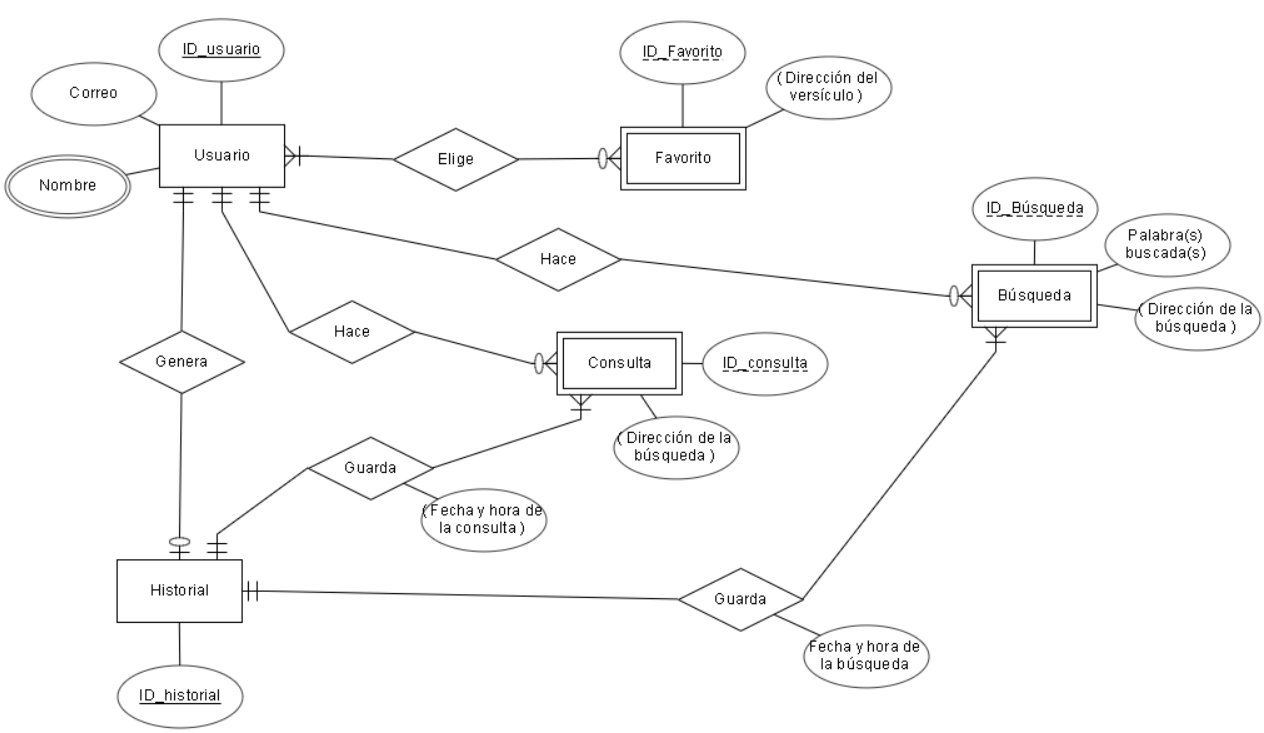 ID_usuario
Correo
Usuario
Nombre
Elige
ID_Favorito
( Dirección del
versículo )
Favorito
Hace
ID_Búsqueda
Palabra(s)
buscada(s)
Búsqueda
( Dirección de la
búsqueda )
Hace
Consulta
ID_consulta
( Dirección de la
búsqueda )
Genera
Guarda
( Fecha y hora de
la consulta )
Historial
Guarda
Fecha y hora de
la búsqueda
ID_historial